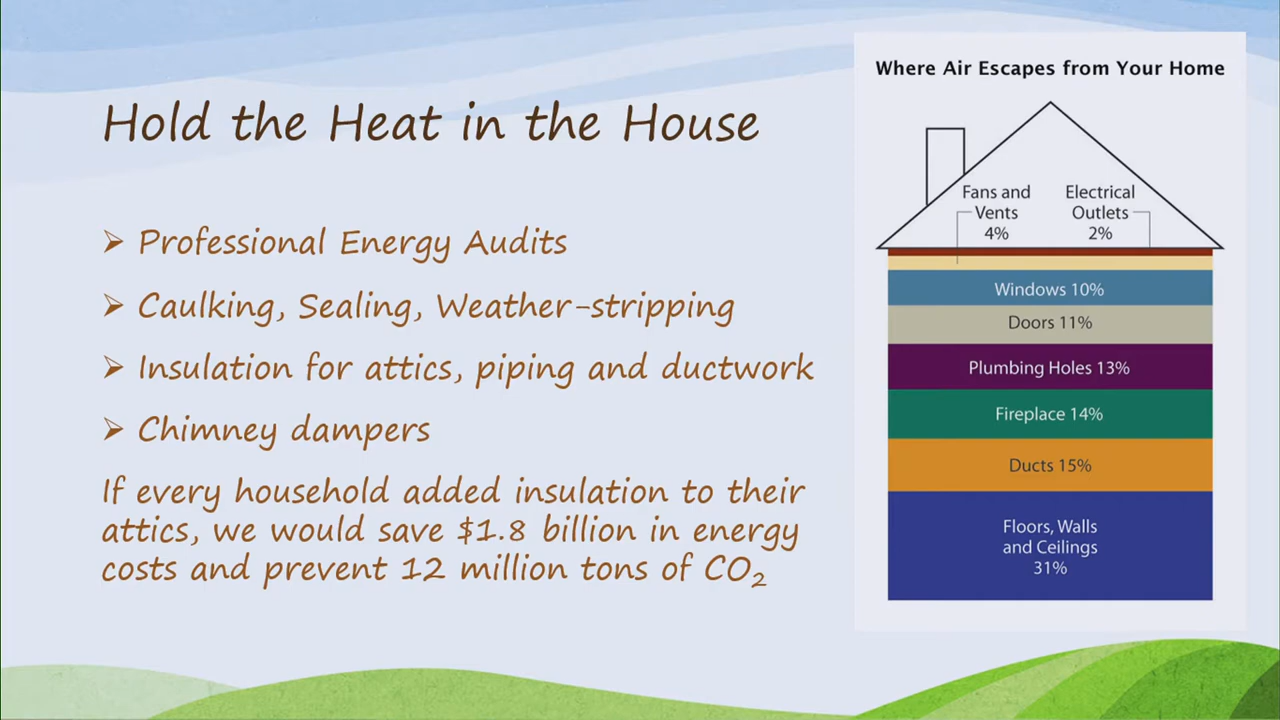 Hold the Heat in the House
➢ Professional Energy Audits
➢ Caulking, Sealing, Weather-stripping
➢ Insulation for attics, piping and ductwork
➢ Chimney dampers
If every household added insulation to their
attics, we would save $1.8 billion in energy
costs and prevent 12 million tons of CO₂
Where Air Escapes from Your Home
Fans and
Vents
4%
Electrical
Outlets
2%
Windows 10%
Doors 11%
Plumbing Holes 13%
Fireplace 14%
Ducts 15%
Floors, Walls
and Ceilings
31%